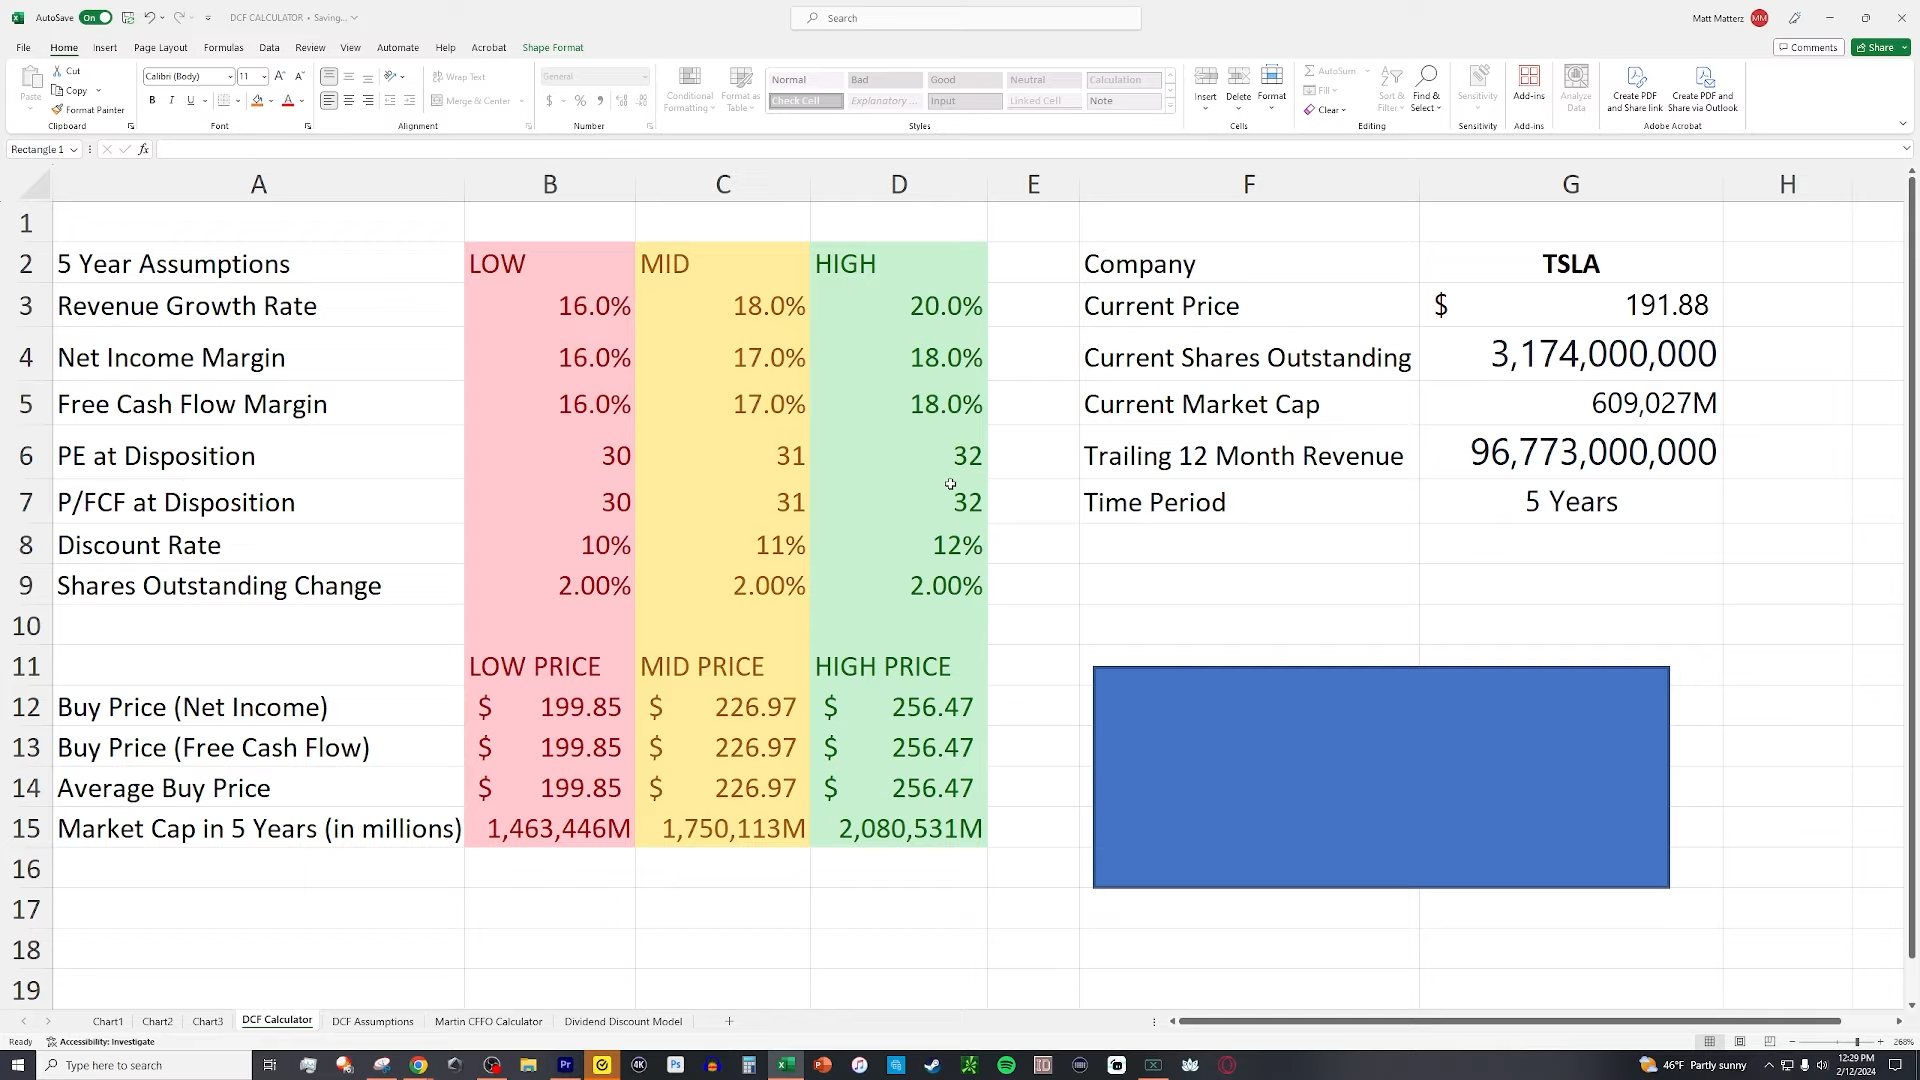 AutoSave On DCF CALCULATOR • Saving... Search Matt Matterz MM
File Home Insert Page Layout Formulas Data Review View Automate Help Acrobat Shape Format Comments Share
Paste Cut Copy Format Painter Clipboard
Calibri (Body) 11 A A B I U A Font
Wrap Text Merge & Center Alignment
General $ % Number
Conditional Formatting Format as Table
Normal Bad Good Neutral Calculation
Check Cell Explanatory ... Input Linked Cell Note
Styles
Insert Delete Format Cells
AutoSum Fill Clear Sort & Filter Find & Select Editing
Sensitivity Sensitivity
Add-ins Add-ins
Analyze Data
Create PDF and Share link Create PDF and Share via Outlook Adobe Acrobat
Rectangle 1 fx
A B C D E F G H
1
2 5 Year Assumptions LOW MID HIGH Company TSLA
3 Revenue Growth Rate 16.0% 18.0% 20.0% Current Price $ 191.88
4 Net Income Margin 16.0% 17.0% 18.0% Current Shares Outstanding 3,174,000,000
5 Free Cash Flow Margin 16.0% 17.0% 18.0% Current Market Cap 609,027M
6 PE at Disposition 30 31 32 Trailing 12 Month Revenue 96,773,000,000
7 P/FCF at Disposition 30 31 32 Time Period 5 Years
8 Discount Rate 10% 11% 12%
9 Shares Outstanding Change 2.00% 2.00% 2.00%
10
11 LOW PRICE MID PRICE HIGH PRICE
12 Buy Price (Net Income) $ 199.85 $ 226.97 $ 256.47
13 Buy Price (Free Cash Flow) $ 199.85 $ 226.97 $ 256.47
14 Average Buy Price $ 199.85 $ 226.97 $ 256.47
15 Market Cap in 5 Years (in millions) 1,463,446M 1,750,113M 2,080,531M
16
17
18
19
Chart1 Chart2 Chart3 DCF Calculator DCF Assumptions Martin CFFO Calculator Dividend Discount Model
Ready Accessibility: Investigate 268%
Type here to search Pr 4K Ps 46°F Partly sunny 12:29 PM
2/12/2024